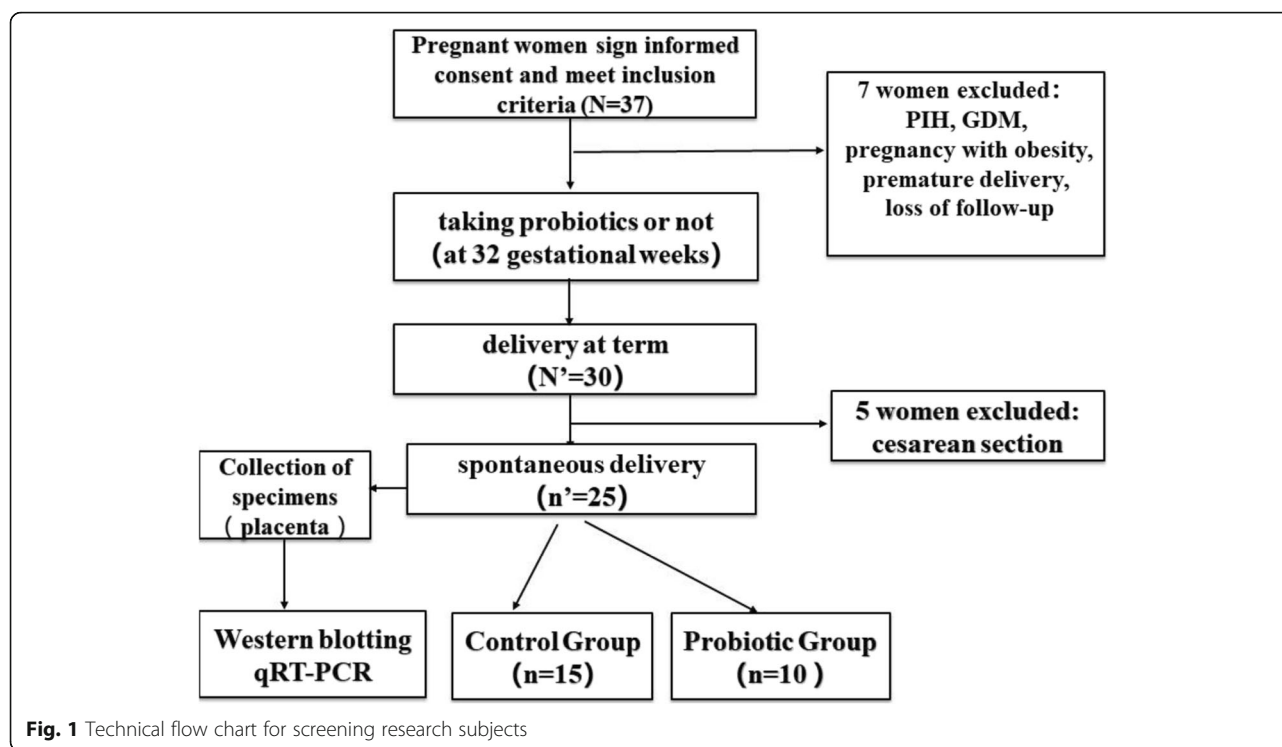 Pregnant women sign informed
consent and meet inclusion
criteria (N=37)
7 women excluded：
PIH, GDM,
pregnancy with obesity,
premature delivery,
loss of follow-up
taking probiotics or not
(at 32 gestational weeks)
delivery at term
(N’=30)
5 women excluded:
cesarean section
spontaneous delivery
(n’=25)
Collection of
specimens
( placenta )
Western blotting
qRT-PCR
Control Group
(n=15)
Probiotic Group
(n=10 )
Fig. 1 Technical flow chart for screening research subjects